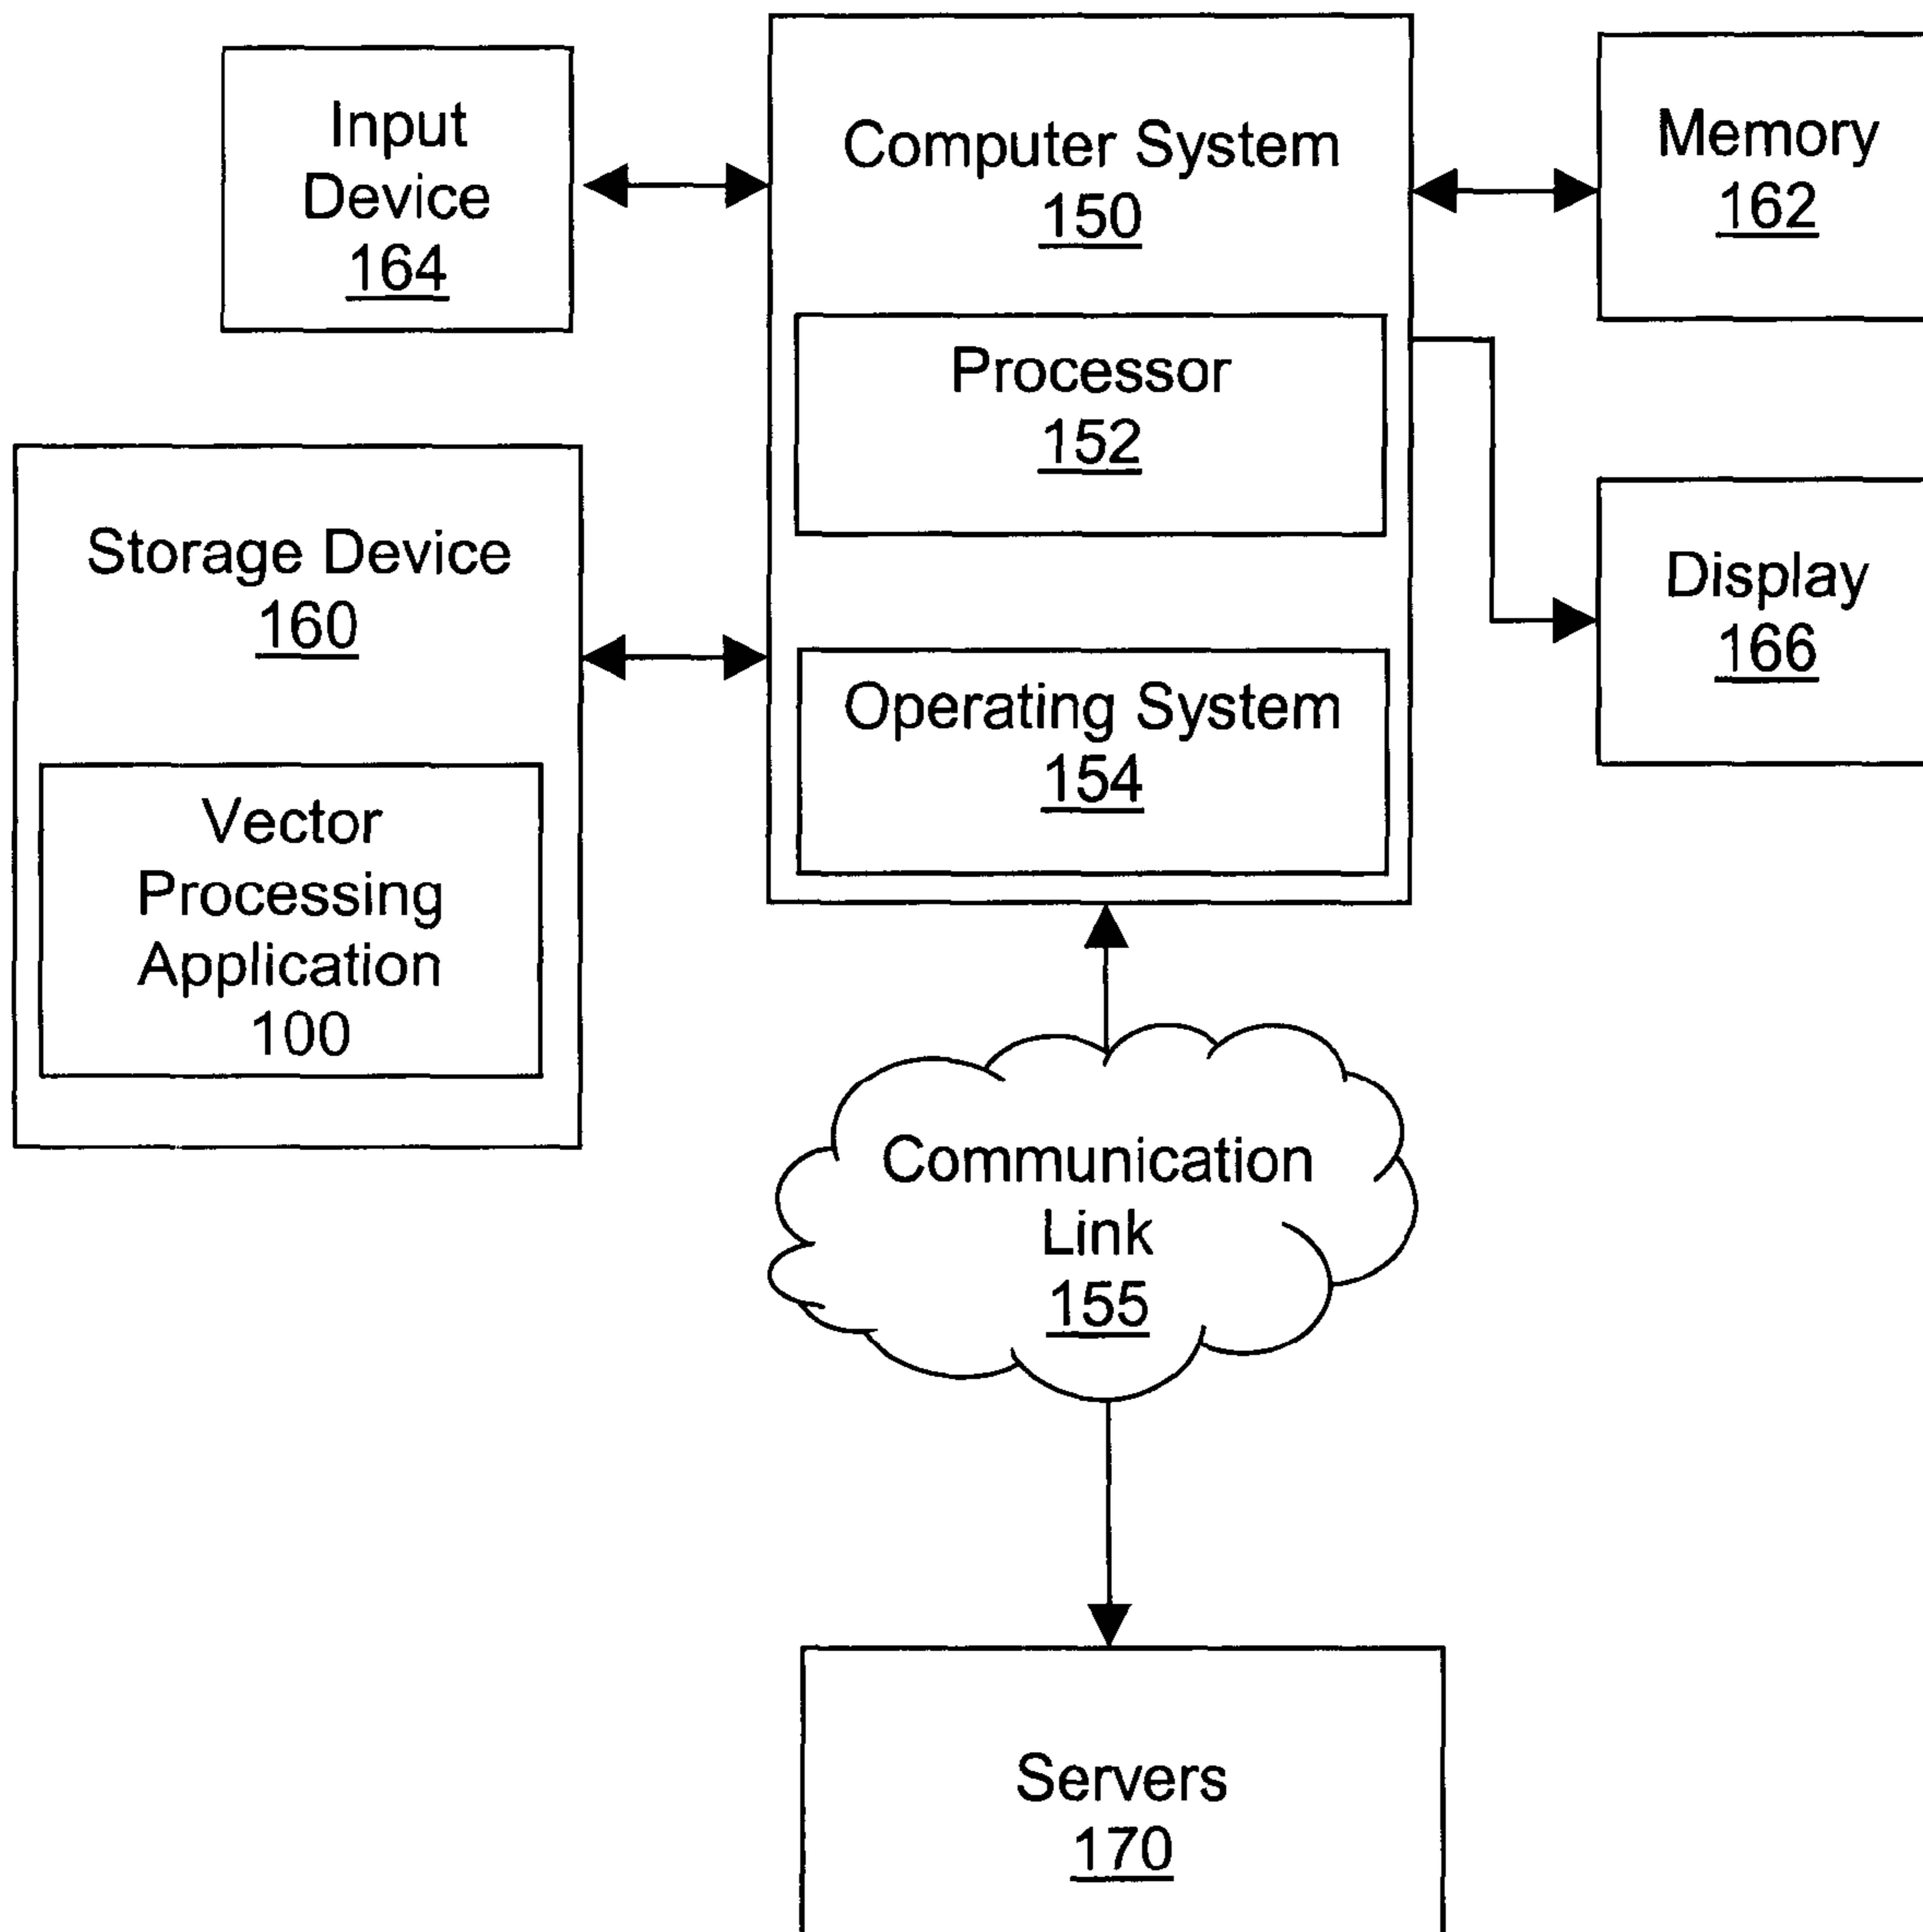 Input
Device
164
Computer System
150
Memory
162
Processor
152
Storage Device
160
Display
166
Operating System
154
Vector
Processing
Application
100
Communication
Link
155
Servers
170